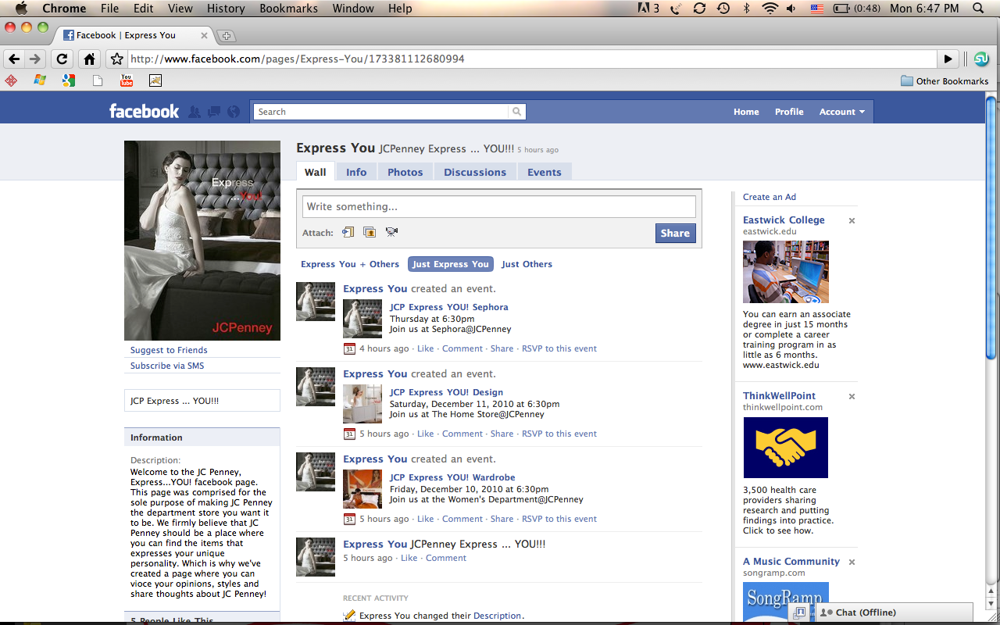 Chrome File Edit View History Bookmarks Window Help 3 (0:48) Mon 6:47 PM
Facebook | Express You
http://www.facebook.com/pages/Express-You/173381112680994
You Tube
Other Bookmarks
facebook Search Home Profile Account
Express You JCPenney Express ... YOU!!! 5 hours ago
Wall Info Photos Discussions Events
Express
...You!
JCPenney
Suggest to Friends
Subscribe via SMS
JCP Express ... YOU!!!
Information
Description:
Welcome to the JC Penney,
Express...YOU! facebook page.
This page was comprised for the
sole purpose of making JC Penney
the department store you want it
to be. We firmly believe that JC
Penney should be a place where
you can find the items that
expresses your unique
personality. Which is why we've
created a page where you can
vioce your opinions, styles and
share thoughts about JC Penney!
5 People Like This
Write something...
Attach:
Share
Express You + Others Just Express You Just Others
Express You created an event.
JCP Express YOU! Sephora
Thursday at 6:30pm
Join us at Sephora@JCPenney
31 4 hours ago · Like · Comment · Share · RSVP to this event
Express You created an event.
JCP Express YOU! Design
Saturday, December 11, 2010 at 6:30pm
Join us at The Home Store@JCPenney
31 5 hours ago · Like · Comment · Share · RSVP to this event
Express You created an event.
JCP Express YOU! Wardrobe
Friday, December 10, 2010 at 6:30pm
Join us at the Women's Department@JCPenney
31 5 hours ago · Like · Comment · Share · RSVP to this event
Express You JCPenney Express ... YOU!!!
5 hours ago · Like · Comment
RECENT ACTIVITY
Express You changed their Description.
Create an Ad
Eastwick College
eastwick.edu
You can earn an associate
degree in just 15 months
or complete a career
training program in as
little as 6 months.
www.eastwick.edu
ThinkWellPoint
thinkwellpoint.com
3,500 health care
providers sharing
research and putting
findings into practice.
Click to see how.
A Music Community
songramp.com
SongRamp
Chat (Offline)